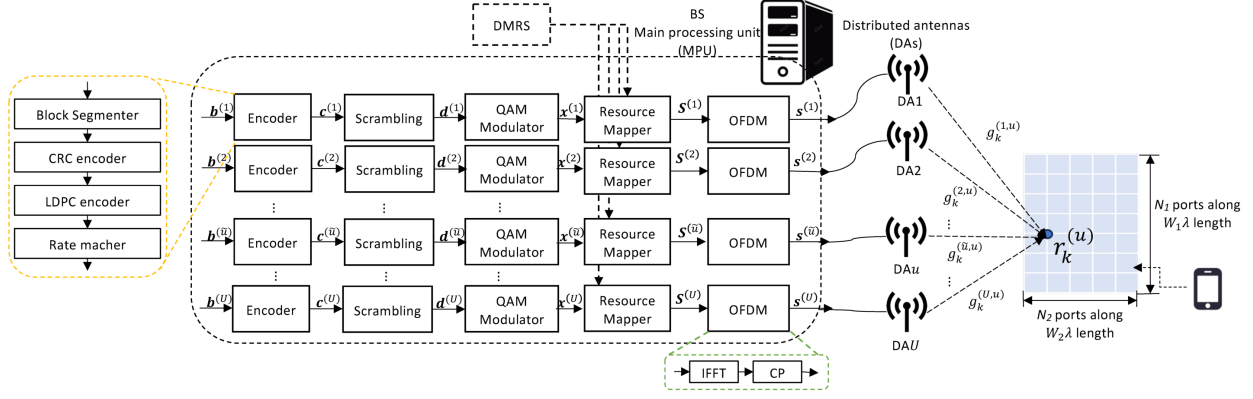 DMRS
BS
Main processing unit
(MPU)
Distributed antennas
(DAs)
Block Segmenter
CRC encoder
LDPC encoder
Rate macher
b^(1) Encoder c^(1) Scrambling d^(1) QAM Modulator x^(1) Resource Mapper S^(1) OFDM s^(1)
b^(2) Encoder c^(2) Scrambling d^(2) QAM Modulator x^(2) Resource Mapper S^(2) OFDM s^(2)
⋮ ⋮ ⋮
b^(ũ) Encoder c^(ũ) Scrambling d^(ũ) QAM Modulator x^(ũ) Resource Mapper S^(ũ) OFDM s^(ũ)
⋮ ⋮ ⋮
b^(U) Encoder c^(U) Scrambling d^(U) QAM Modulator x^(U) Resource Mapper S^(U) OFDM s^(U)
IFFT CP
DA1
DA2
DAu
DAU
g_k^(1,u)
g_k^(2,u)
⋮
g_k^(ũ,u)
⋮
g_k^(U,u)
r_k^(u)
N_1 ports along
W_1λ length
N_2 ports along
W_2λ length